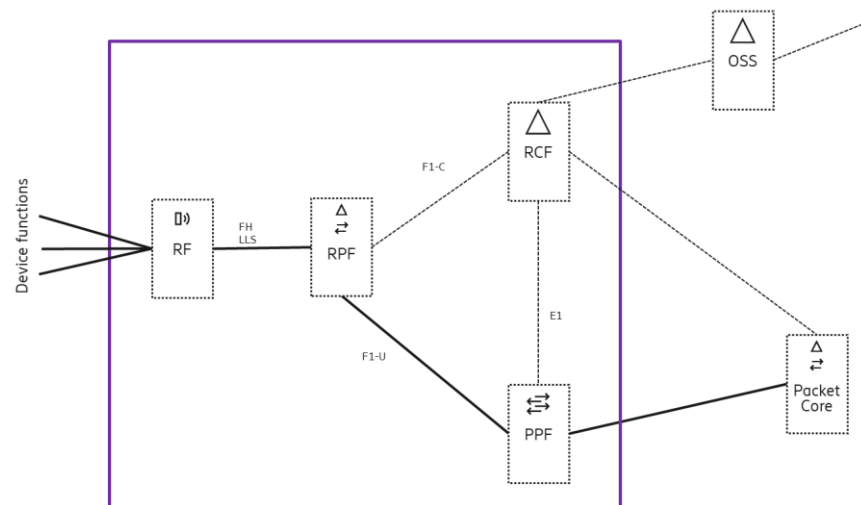 OSS
RCF
F1-C
Device functions
RF
FH
LLS
RPF
E1
F1-U
Packet
Core
PPF